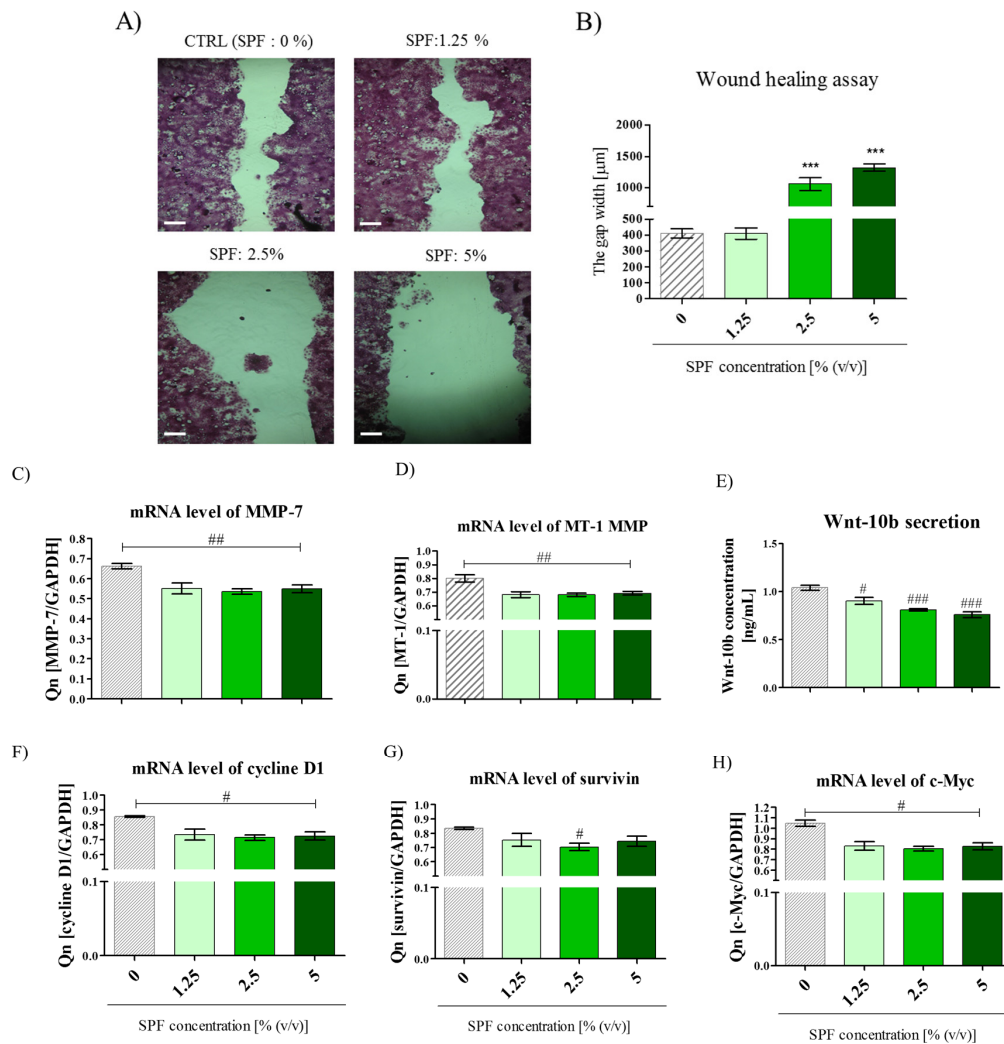 A)
CTRL (SPF : 0 %)
SPF:1.25 %
SPF: 2.5%
SPF: 5%
B)
Wound healing assay
The gap width [µm]
2000
1500
1000
500
400
300
200
100
0
***
***
0
1.25
2.5
5
SPF concentration [% (v/v)]
C)
mRNA level of MMP-7
Qn [MMP-7/GAPDH]
0.8
0.7
0.6
0.5
0.4
0.3
0.2
0.1
0.0
##
D)
mRNA level of MT-1 MMP
Qn [MT-1/GAPDH]
1.0
0.9
0.8
0.7
0.6
0.1
0.0
##
E)
Wnt-10b secretion
Wnt-10b concentration
[ng/mL]
1.5
1.0
0.5
0.0
#
###
###
F)
mRNA level of cycline D1
Qn [cycline D1/GAPDH]
1.0
0.9
0.8
0.7
0.6
0.1
0.0
#
0
1.25
2.5
5
SPF concentration [% (v/v)]
G)
mRNA level of survivin
Qn [survivin/GAPDH]
1.0
0.9
0.8
0.7
0.6
0.1
0.0
#
0
1.25
2.5
5
SPF concentration [% (v/v)]
H)
mRNA level of c-Myc
Qn [c-Myc/GAPDH]
1.2
1.1
1.0
0.9
0.8
0.7
0.6
0.1
0.0
#
0
1.25
2.5
5
SPF concentration [% (v/v)]